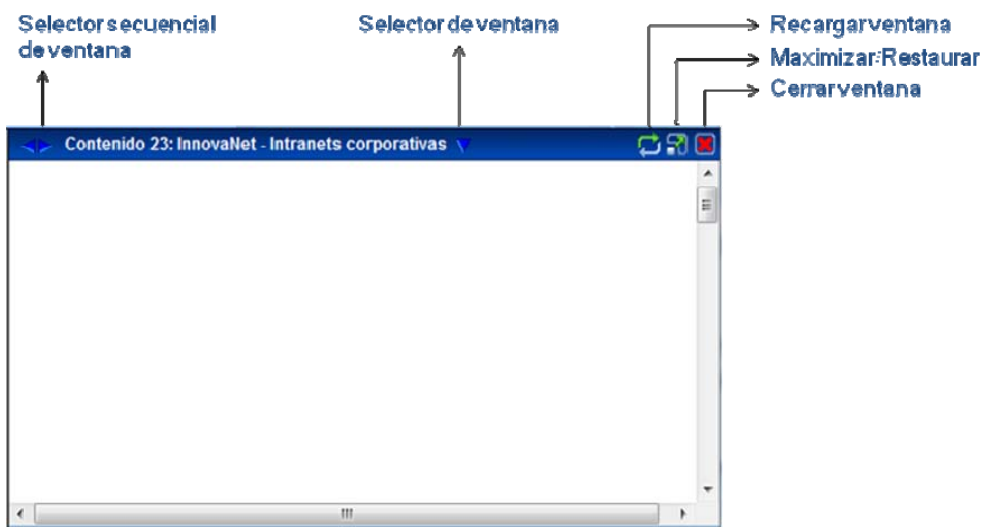 Selector secuencial
de ventana
Selector de ventana
Recargar ventana
Maximizar/Restaurar
Cerrar ventana
Contenido 23: InnovaNet - Intranets corporativas